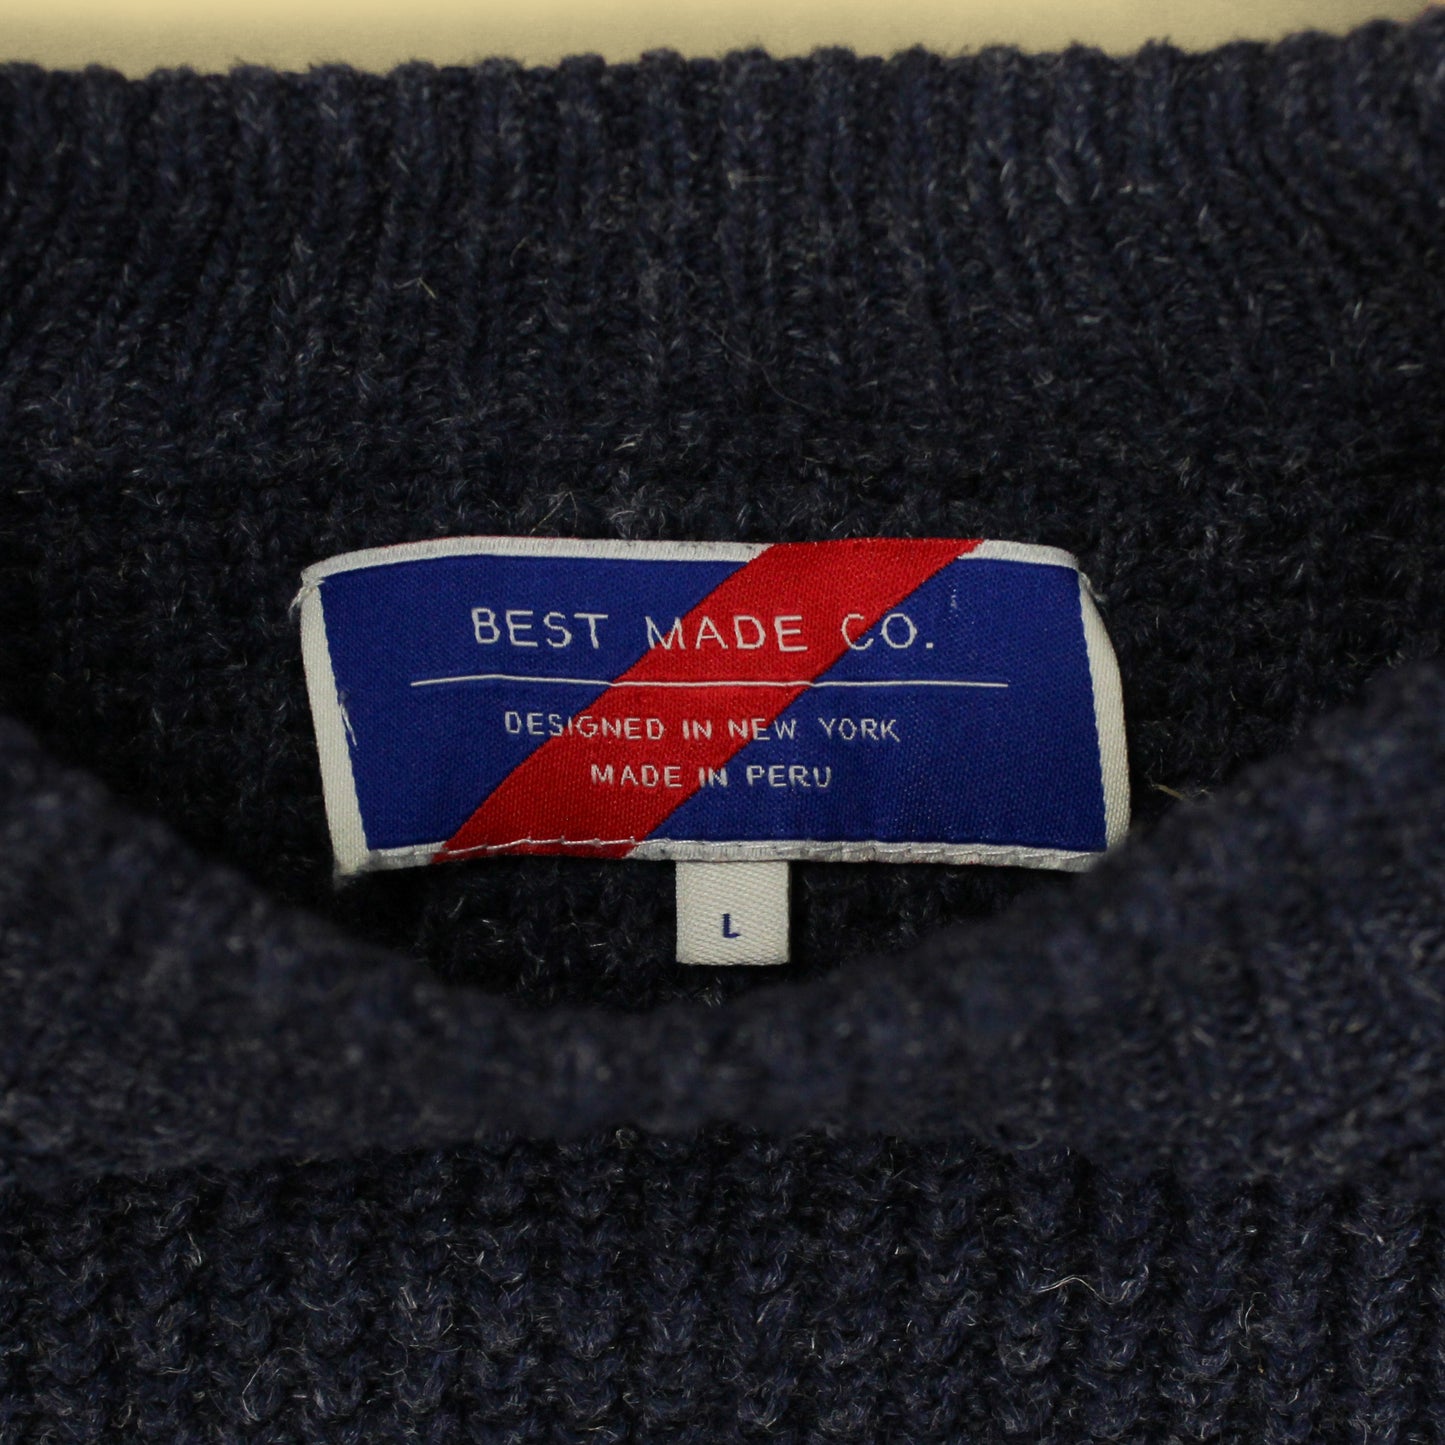 BEST MADE CO.
DESIGNED IN NEW YORK
MADE IN PERU
L